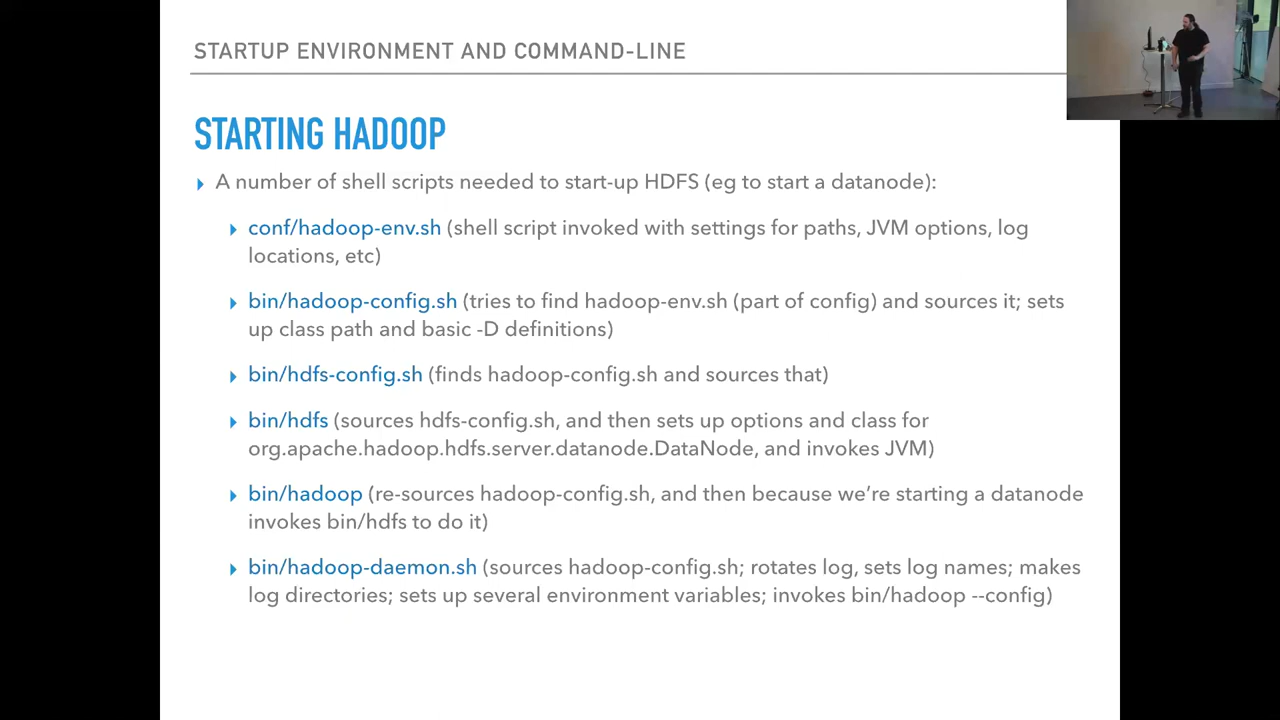 STARTUP ENVIRONMENT AND COMMAND-LINE
STARTING HADOOP
A number of shell scripts needed to start-up HDFS (eg to start a datanode):
conf/hadoop-env.sh (shell script invoked with settings for paths, JVM options, log
locations, etc)
bin/hadoop-config.sh (tries to find hadoop-env.sh (part of config) and sources it; sets
up class path and basic -D definitions)
bin/hdfs-config.sh (finds hadoop-config.sh and sources that)
bin/hdfs (sources hdfs-config.sh, and then sets up options and class for
org.apache.hadoop.hdfs.server.datanode.DataNode, and invokes JVM)
bin/hadoop (re-sources hadoop-config.sh, and then because we’re starting a datanode
invokes bin/hdfs to do it)
bin/hadoop-daemon.sh (sources hadoop-config.sh; rotates log, sets log names; makes
log directories; sets up several environment variables; invokes bin/hadoop --config)